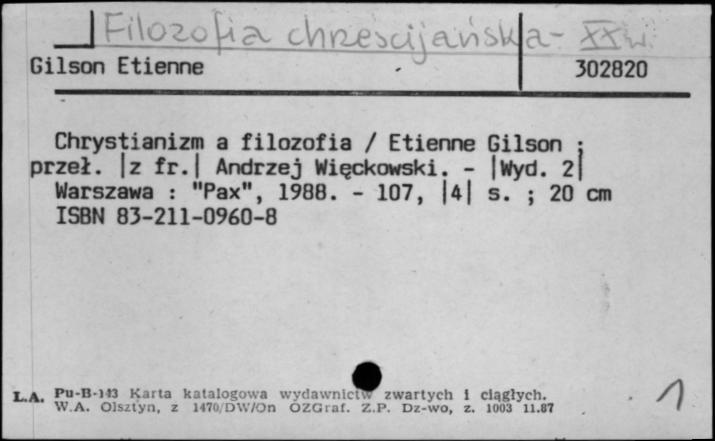 Filozofia chrześcijańska - XX w.
Gilson Etienne
302820
Chrystianizm a filozofia / Etienne Gilson ;
przeł. |z fr.| Andrzej Więckowski. - |Wyd. 2|
Warszawa : "Pax", 1988. - 107, |4| s. ; 20 cm
ISBN 83-211-0960-8
L.A. Pu-B-143 Karta katalogowa wydawnictw zwartych i ciągłych.
W.A. Olsztyn, z 1470/DW/On OZGraf. Z.P. Dz-wo, z. 1003 11.87
1